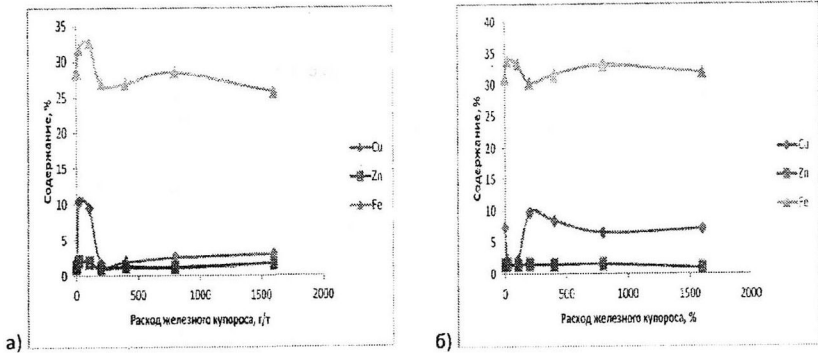 35
30
25
20
15
10
5
0
Содержание, %
0 500 1000 1500 2000
Расход железного купороса, г/т
Cu
Zn
Fe
а)
40
35
30
25
20
15
10
5
0
Содержание, %
0 500 1000 1500 2000
Расход железного купороса, %
Cu
Zn
Fe
б)